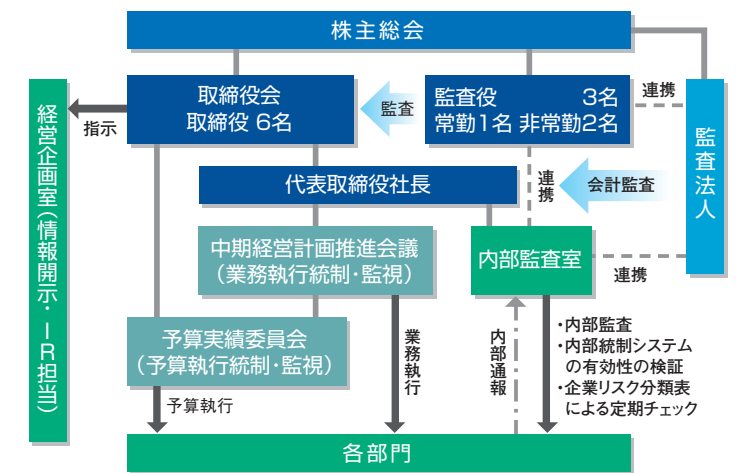 株主総会
取締役会
取締役 6名
監査
監査役 3名
常勤1名 非常勤2名
連携
監査法人
指示
経営企画室(情報開示・IR担当)
代表取締役社長
連携
会計監査
中期経営計画推進会議
(業務執行統制・監視)
内部監査室
連携
予算実績委員会
(予算執行統制・監視)
業務執行
内部通報
・内部監査
・内部統制システム
の有効性の検証
・企業リスク分類表
による定期チェック
予算執行
各部門